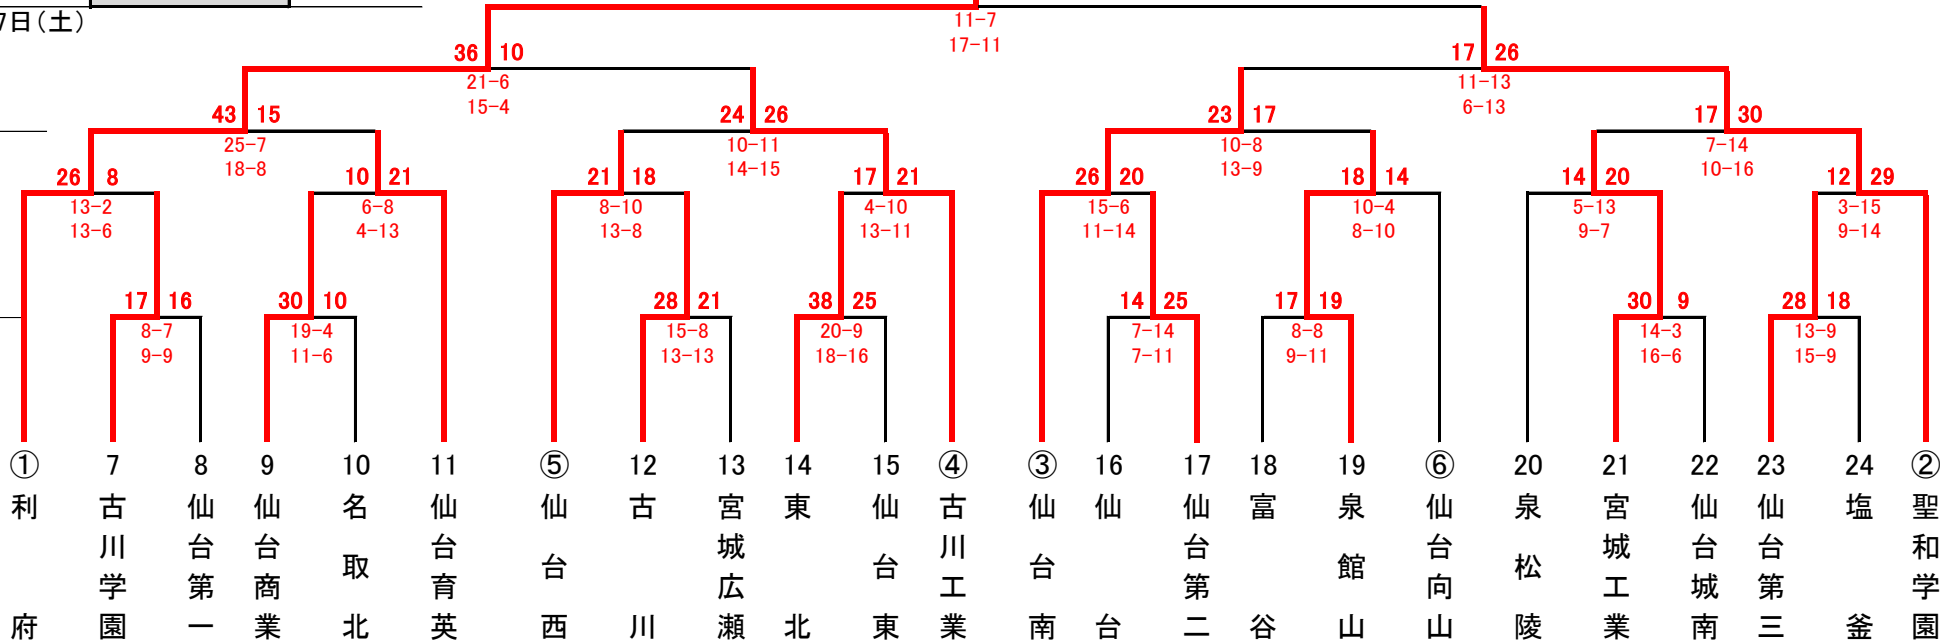 7日(土)
11-7
17-11
36 10
21-6
15-4
17 26
11-13
6-13
43 15
25-7
18-8
24 26
10-11
14-15
23 17
10-8
13-9
17 30
7-14
10-16
26 8
13-2
13-6
10 21
6-8
4-13
21 18
8-10
13-8
17 21
4-10
13-11
26 20
15-6
11-14
18 14
10-4
8-10
14 20
5-13
9-7
12 29
3-15
9-14
17 16
8-7
9-9
30 10
19-4
11-6
28 21
15-8
13-13
38 25
20-9
18-16
14 25
7-14
7-11
17 19
8-8
9-11
30 9
14-3
16-6
28 18
13-9
15-9
① 利府
7 古川学園
8 仙台第一
9 仙台商業
10 名取北
11 仙台育英
⑤ 仙台西
12 古川
13 宮城広瀬
14 東北
15 仙台東
④ 古川工業
③ 仙台南
16 仙台
17 仙台第二
18 富谷
19 泉館山
⑥ 仙台向山
20 泉松陵
21 宮城工業
22 仙台城南
23 仙台第三
24 塩釜
② 聖和学園